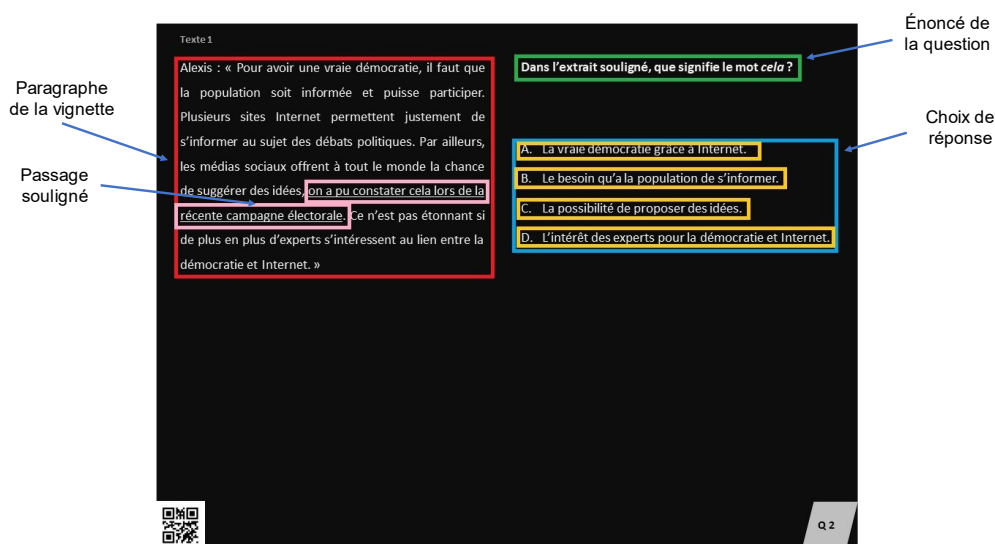 Texte 1
Alexis : « Pour avoir une vraie démocratie, il faut que
la population soit informée et puisse participer.
Plusieurs sites Internet permettent justement de
s'informer au sujet des débats politiques. Par ailleurs,
les médias sociaux offrent à tout le monde la chance
de suggérer des idées, on a pu constater cela lors de la
récente campagne électorale. Ce n'est pas étonnant si
de plus en plus d'experts s'intéressent au lien entre la
démocratie et Internet. »
Paragraphe
de la vignette
Passage
souligné
Dans l'extrait souligné, que signifie le mot cela ?
A. La vraie démocratie grâce à Internet.
B. Le besoin qu'a la population de s'informer.
C. La possibilité de proposer des idées.
D. L'intérêt des experts pour la démocratie et Internet.
Énoncé de
la question
Choix de
réponse
Q 2